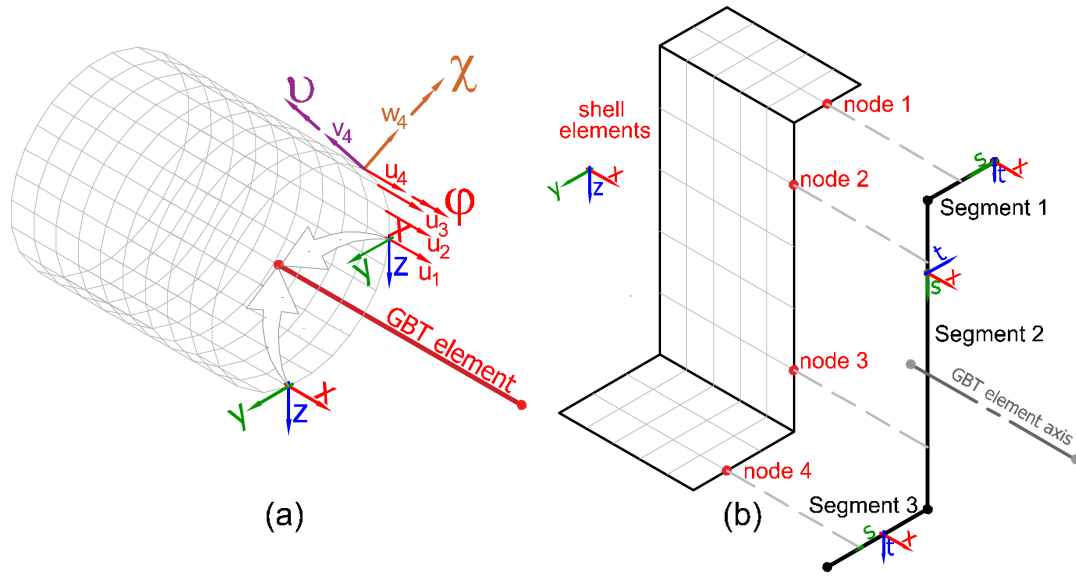 υ
χ
v4
w4
u4
φ
u3
x
u2
y
z
u1
GBT element
x
y
z
(a)
shell
elements
y
z
x
node 1
node 2
node 3
node 4
s
t
x
Segment 1
t
x
s
Segment 2
GBT element axis
Segment 3
s
t
x
(b)